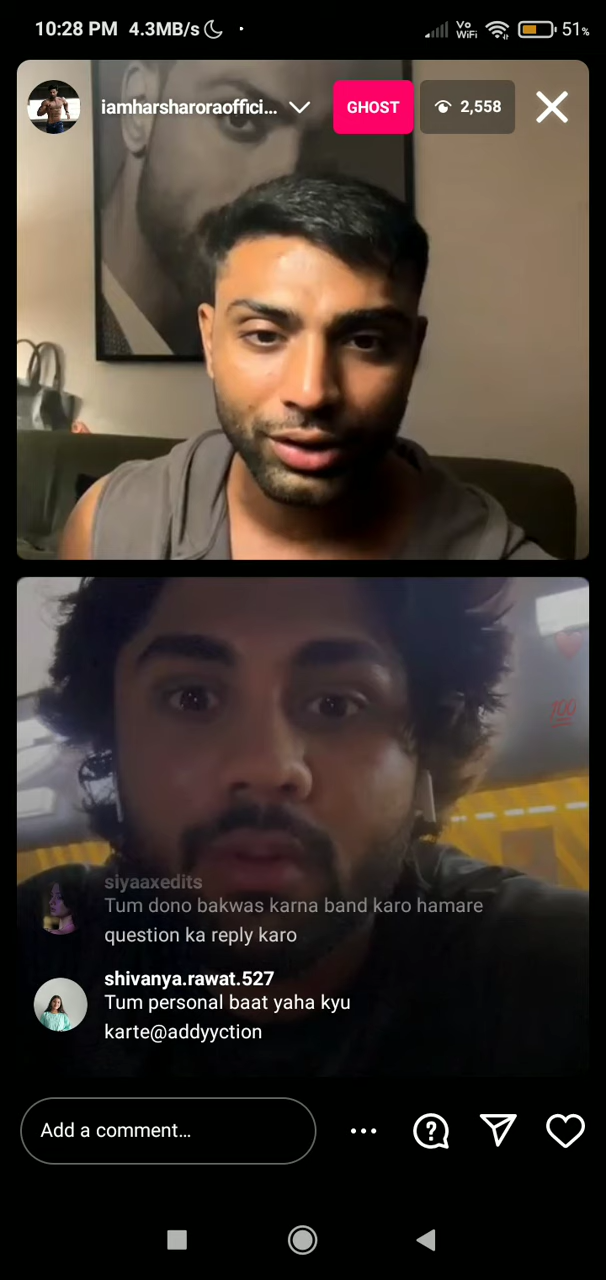 10:28 PM 4.3MB/s
Vo WiFi
51%
iamharsharoraoffici... GHOST 2,558
100
siyaaxedits
Tum dono bakwas karna band karo hamare
question ka reply karo
shivanya.rawat.527
Tum personal baat yaha kyu
karte@addyyction
Add a comment...